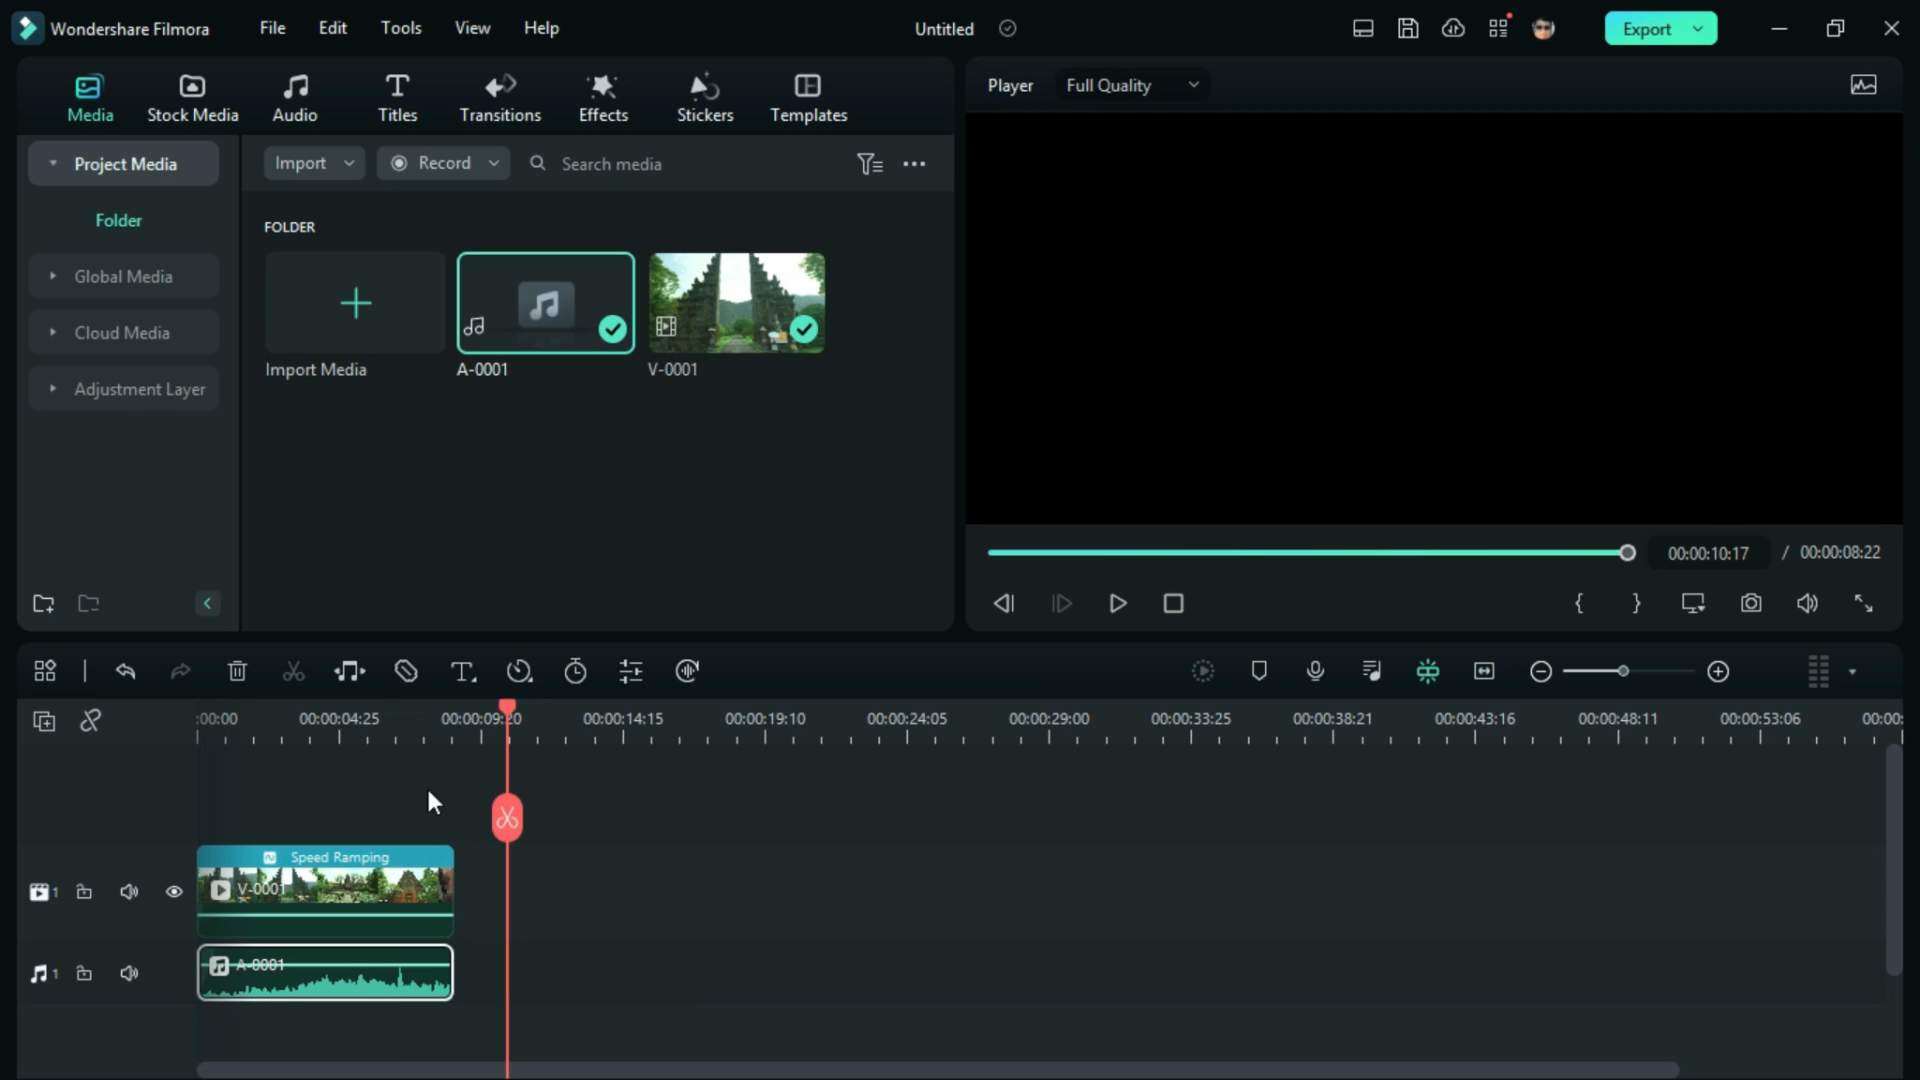 Wondershare Filmora File Edit Tools View Help Untitled Export
Media Stock Media Audio Titles Transitions Effects Stickers Templates
Player Full Quality
Project Media
Import Record Search media
Folder
Global Media
Cloud Media
Adjustment Layer
FOLDER
Import Media A-0001 V-0001
00:00:10:17 / 00:00:08:22
:00:00 00:00:04:25 00:00:09:20 00:00:14:15 00:00:19:10 00:00:24:05 00:00:29:00 00:00:33:25 00:00:38:21 00:00:43:16 00:00:48:11 00:00:53:06 00:00:
Speed Ramping
1 V-0001
1 A-0001